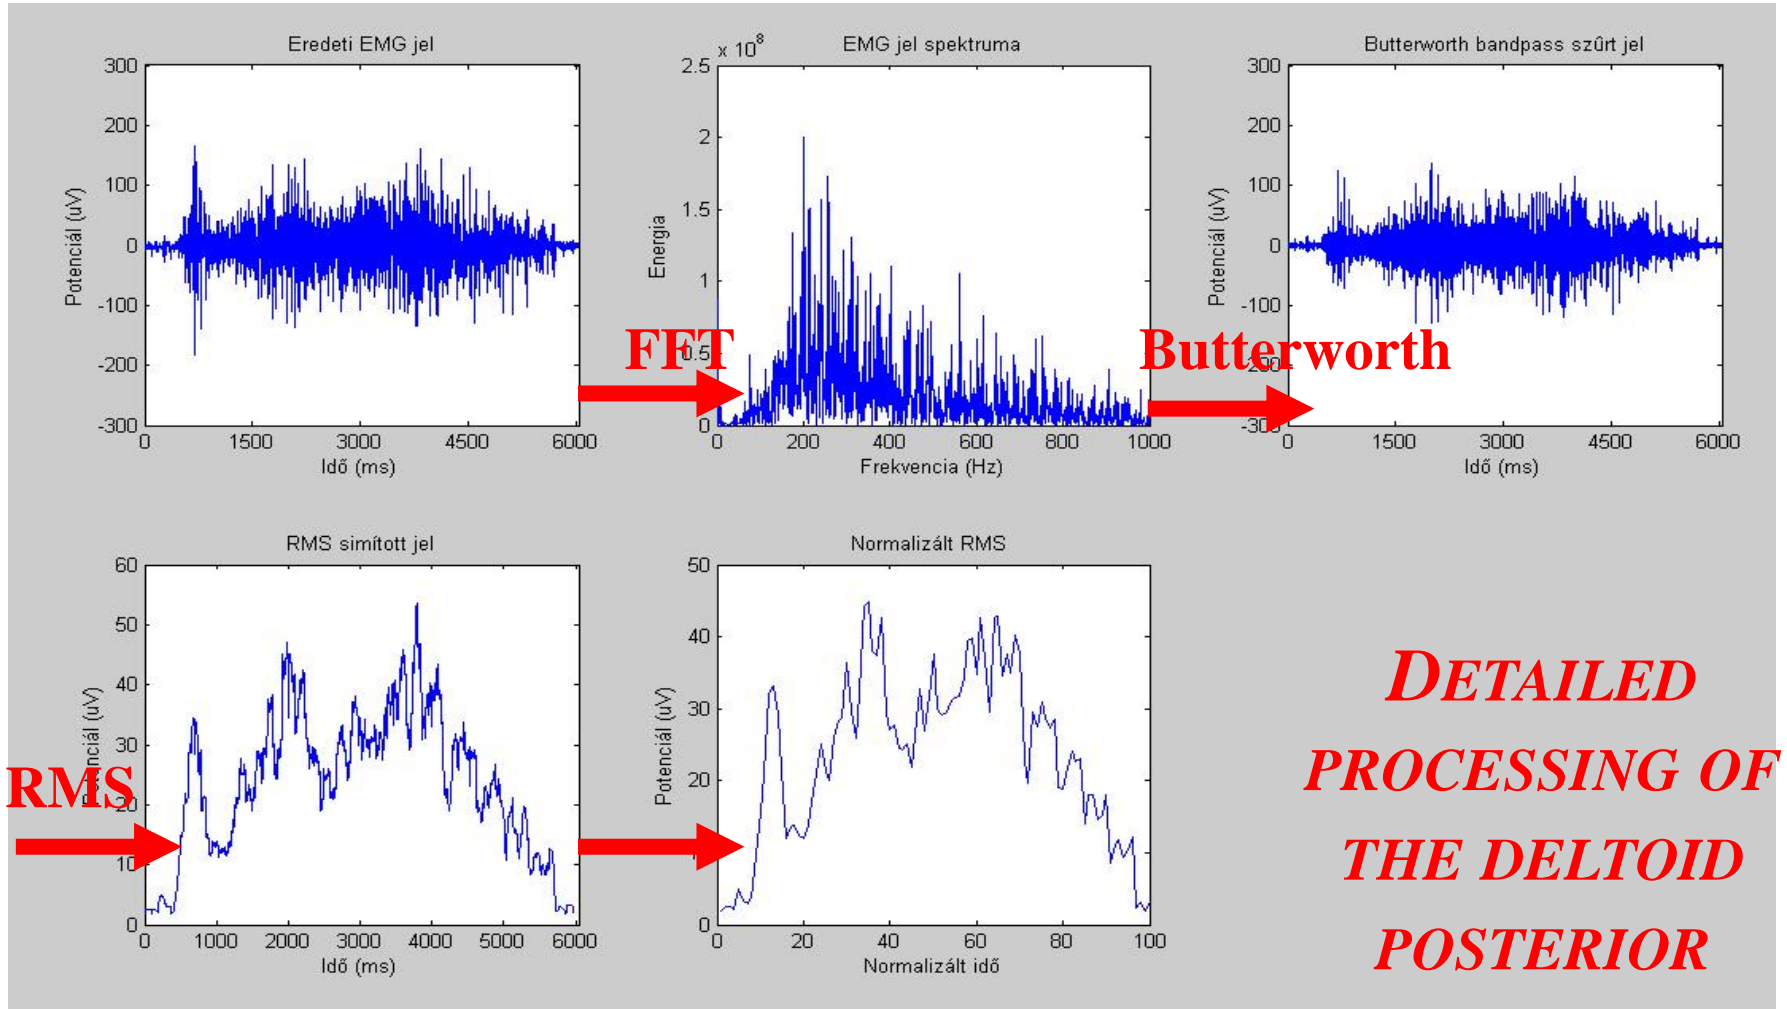 Eredeti EMG jel
300
200
100
0
-100
-200
-300
Potenciál (uV)
0 1500 3000 4500 6000
Idő (ms)
FFT
EMG jel spektruma
x 10^8
2.5
2
1.5
1
0.5
0
Energia
0 200 400 600 800 1000
Frekvencia (Hz)
Butterworth
Butterworth bandpass szûrt jel
300
200
100
0
-100
-200
-300
Potenciál (uV)
0 1500 3000 4500 6000
Idő (ms)
RMS
RMS simított jel
60
50
40
30
20
10
0
Potenciál (uV)
0 1000 2000 3000 4000 5000 6000
Idő (ms)
Normalizált RMS
50
40
30
20
0
Potenciál (uV)
0 20 40 60 80 100
Normalizált idő
DETAILED
PROCESSING OF
THE DELTOID
POSTERIOR